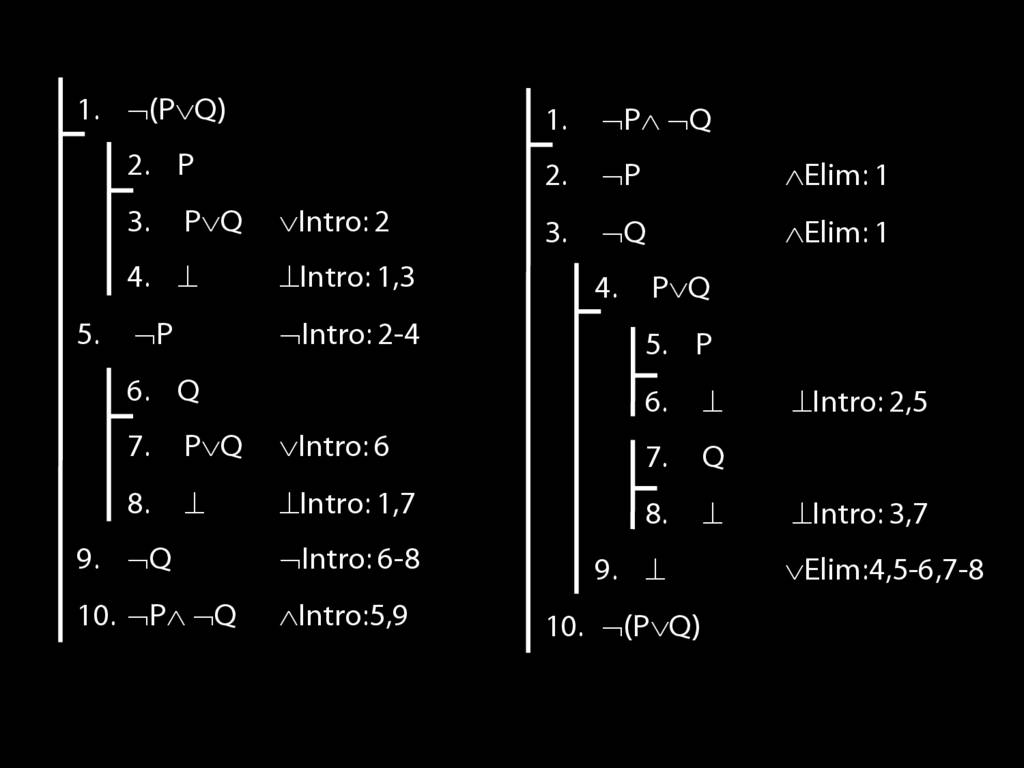 1. ¬(P∨Q)
2. P
3. P∨Q ∨Intro: 2
4. ⊥ ⊥Intro: 1,3
5. ¬P ¬Intro: 2-4
6. Q
7. P∨Q ∨Intro: 6
8. ⊥ ⊥Intro: 1,7
9. ¬Q ¬Intro: 6-8
10. ¬P∧ ¬Q ∧Intro:5,9
1. ¬P∧ ¬Q
2. ¬P ∧Elim: 1
3. ¬Q ∧Elim: 1
4. P∨Q
5. P
6. ⊥ ⊥Intro: 2,5
7. Q
8. ⊥ ⊥Intro: 3,7
9. ⊥ ∨Elim:4,5-6,7-8
10. ¬(P∨Q)